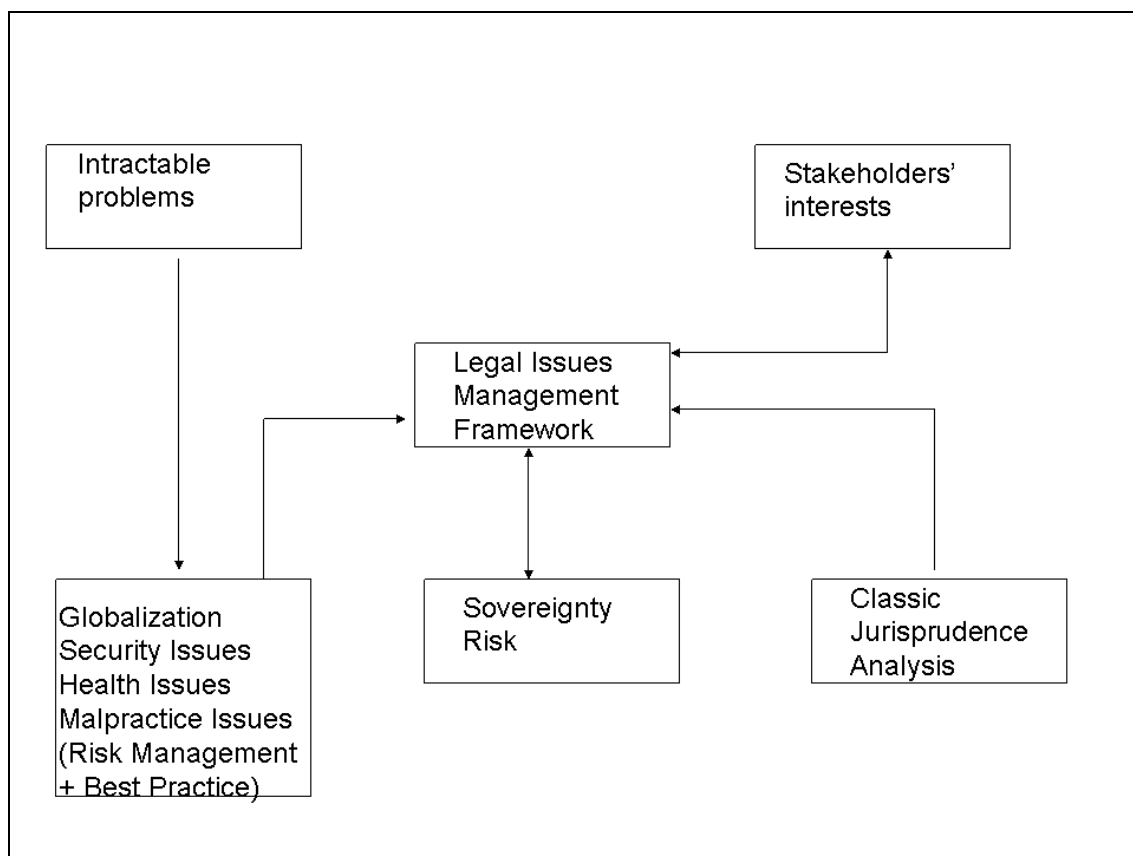 Intractable
problems
Stakeholders’
interests
Legal Issues
Management
Framework
Globalization
Security Issues
Health Issues
Malpractice Issues
(Risk Management
+ Best Practice)
Sovereignty
Risk
Classic
Jurisprudence
Analysis